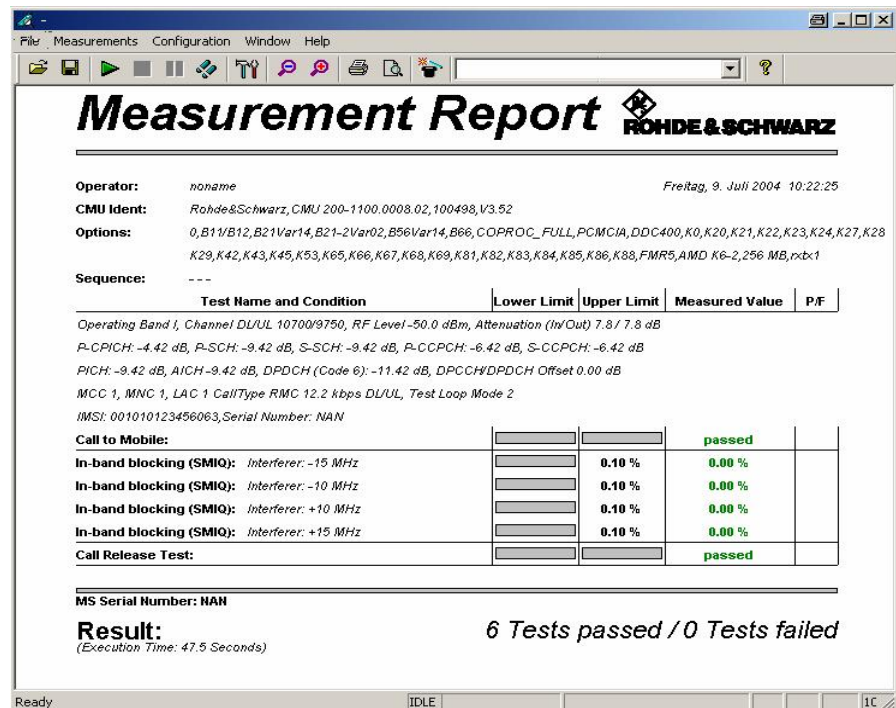 -
File Measurements Configuration Window Help
Measurement Report ROHDE & SCHWARZ
Operator: noname Freitag, 9. Juli 2004 10:22:25
CMU Ident: Rohde&Schwarz,CMU 200-1100.0008.02,100498,V3.52
Options: 0,B11/B12,B21Var14,B21-2Var02,B56Var14,B66,COPROC_FULL,PCMCIA,DDC400,K0,K20,K21,K22,K23,K24,K27,K28
K29,K42,K43,K45,K53,K65,K66,K67,K68,K69,K81,K82,K83,K84,K85,K86,K88,FMR5,AMD K6-2,256 MB,rxtx1
Sequence: ---
Test Name and Condition Lower Limit Upper Limit Measured Value P/F
Operating Band I, Channel DL/UL 10700/9750, RF Level -50.0 dBm, Attenuation (In/Out) 7.8 / 7.8 dB
P-CPICH: -4.42 dB, P-SCH: -9.42 dB, S-SCH: -9.42 dB, P-CCPCH: -6.42 dB, S-CCPCH: -6.42 dB
PICH: -9.42 dB, AICH -9.42 dB, DPDCH (Code 6): -11.42 dB, DPCCH/DPDCH Offset 0.00 dB
MCC 1, MNC 1, LAC 1 CallType RMC 12.2 kbps DL/UL, Test Loop Mode 2
IMSI: 001010123456063,Serial Number: NAN
Call to Mobile: passed
In-band blocking (SMIQ): Interferer: -15 MHz 0.10 % 0.00 %
In-band blocking (SMIQ): Interferer: -10 MHz 0.10 % 0.00 %
In-band blocking (SMIQ): Interferer: +10 MHz 0.10 % 0.00 %
In-band blocking (SMIQ): Interferer: +15 MHz 0.10 % 0.00 %
Call Release Test: passed
MS Serial Number: NAN
Result: 6 Tests passed / 0 Tests failed
(Execution Time: 47.5 Seconds)
Ready IDLE 1C